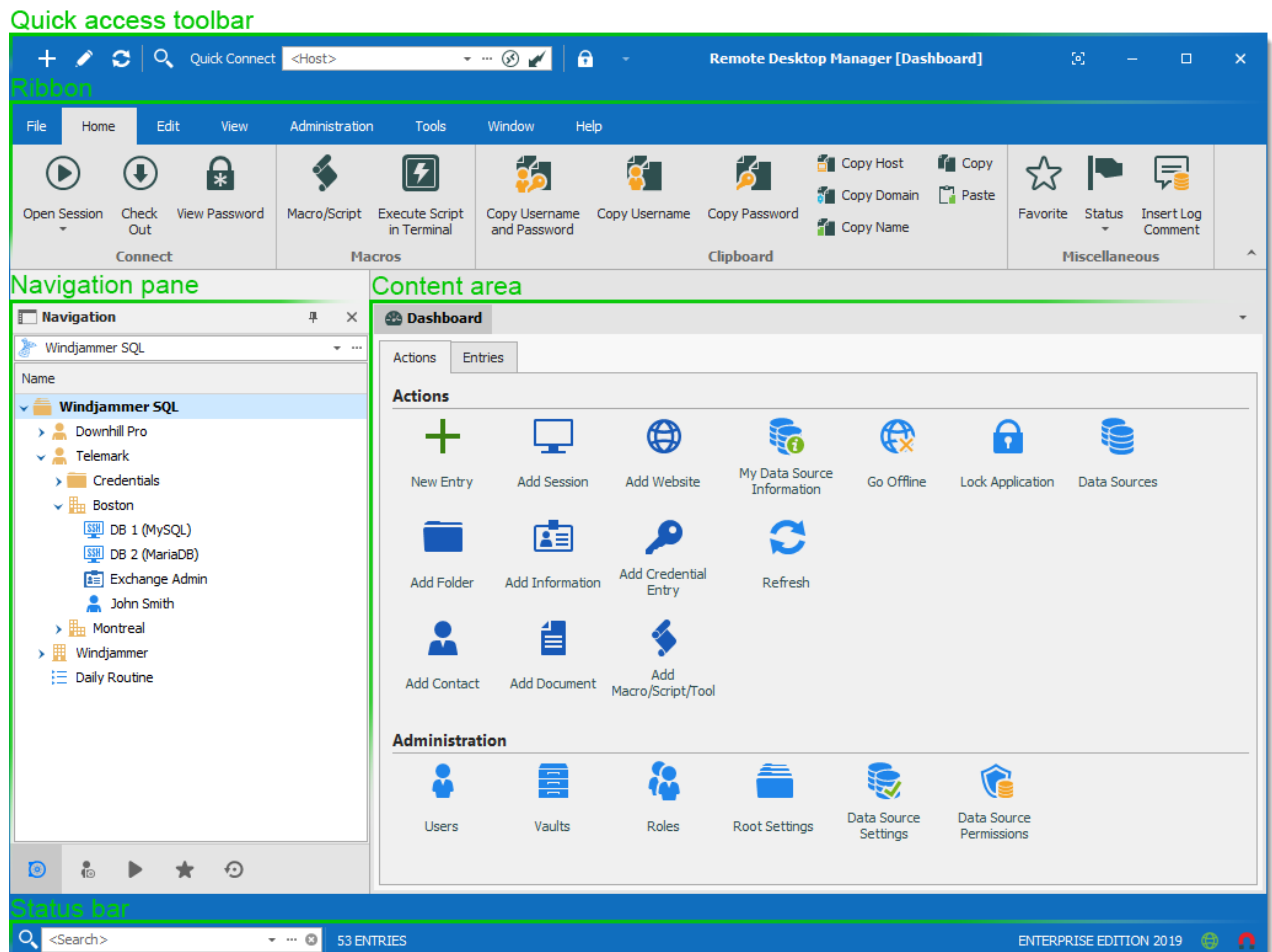 Quick access toolbar
Quick Connect <Host> Remote Desktop Manager [Dashboard]
Ribbon
File Home Edit View Administration Tools Window Help
Open Session
Check Out
View Password
Connect
Macro/Script
Execute Script in Terminal
Macros
Copy Username and Password
Copy Username
Copy Password
Copy Host
Copy Domain
Copy Name
Copy
Paste
Clipboard
Favorite
Status
Insert Log Comment
Miscellaneous
Navigation pane
Navigation
Windjammer SQL
Name
Windjammer SQL
Downhill Pro
Telemark
Credentials
Boston
SSH DB 1 (MySQL)
SSH DB 2 (MariaDB)
Exchange Admin
John Smith
Montreal
Windjammer
Daily Routine
Content area
Dashboard
Actions Entries
Actions
New Entry
Add Session
Add Website
My Data Source Information
Go Offline
Lock Application
Data Sources
Add Folder
Add Information
Add Credential Entry
Refresh
Add Contact
Add Document
Add Macro/Script/Tool
Administration
Users
Vaults
Roles
Root Settings
Data Source Settings
Data Source Permissions
Status bar
<Search> 53 ENTRIES ENTERPRISE EDITION 2019